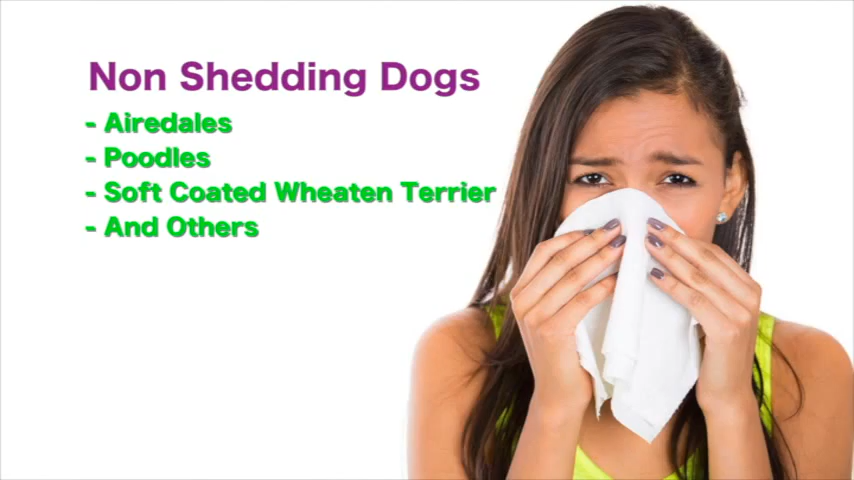 Non Shedding Dogs
- Airedales
- Poodles
- Soft Coated Wheaten Terrier
- And Others